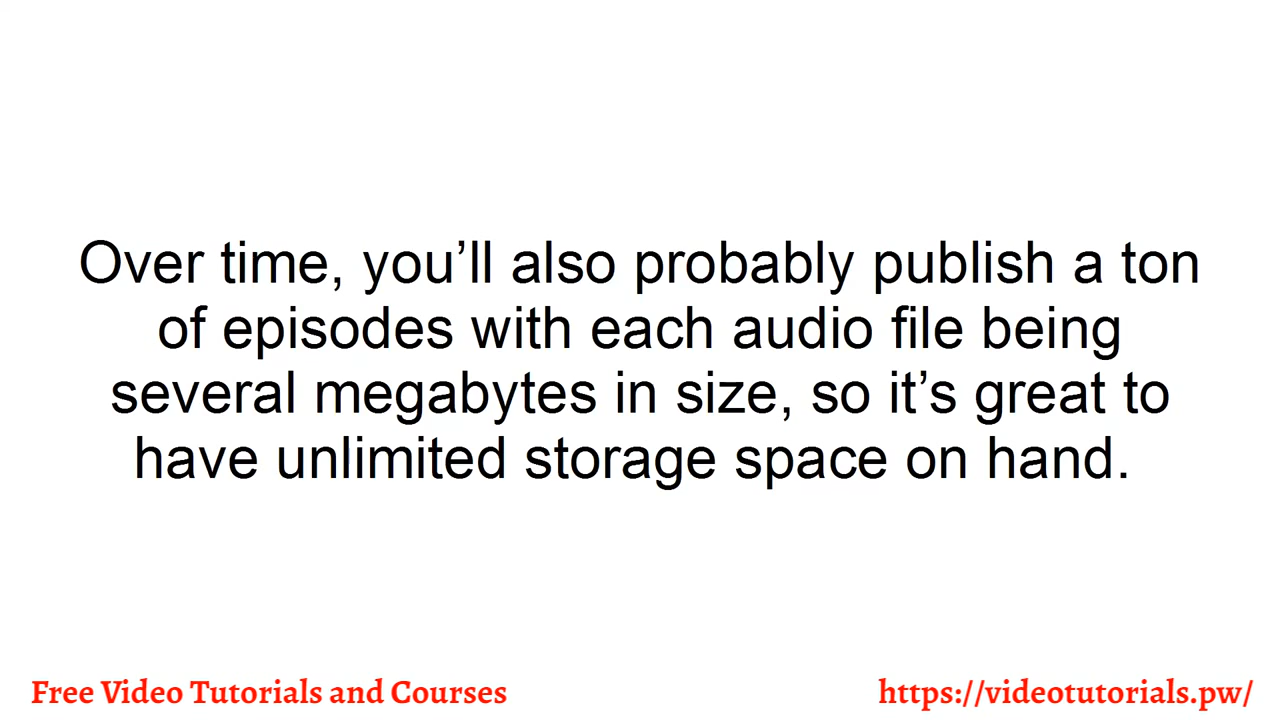 Over time, you’ll also probably publish a ton
of episodes with each audio file being
several megabytes in size, so it’s great to
have unlimited storage space on hand.
Free Video Tutorials and Courses
https://videotutorials.pw/